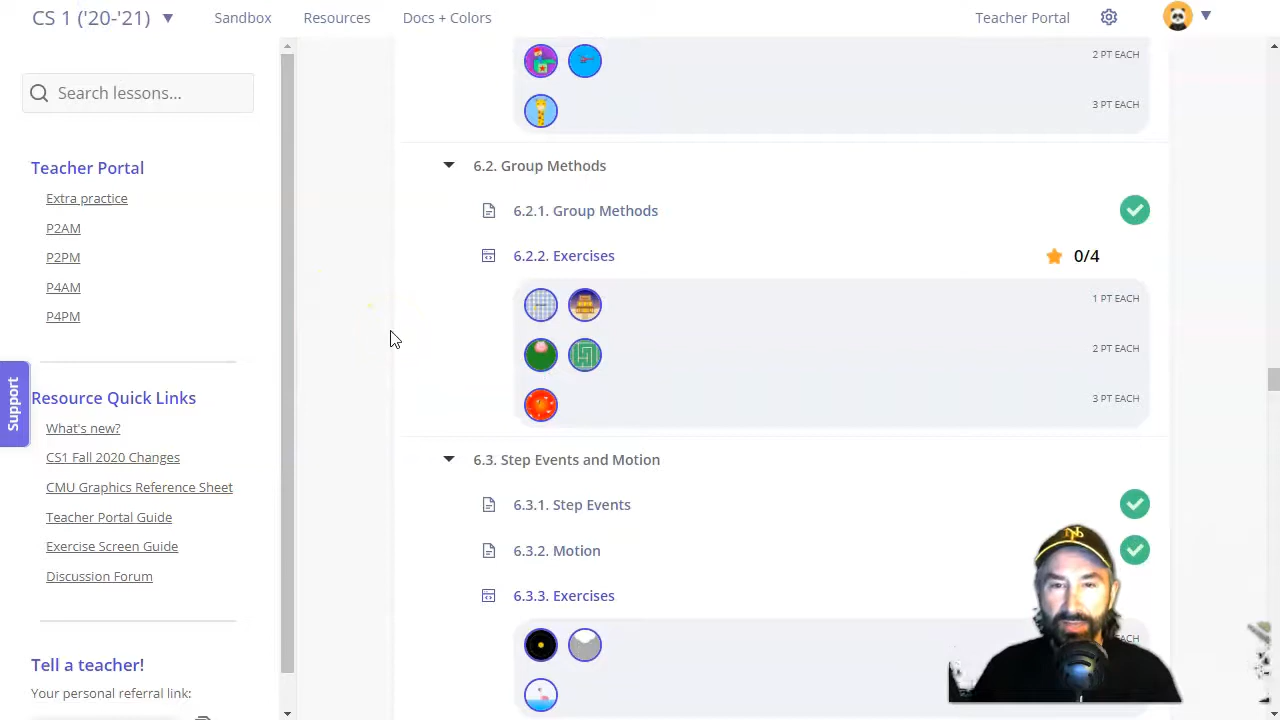 CS 1 ('20-'21) ▼ Sandbox Resources Docs + Colors Teacher Portal
Search lessons...
Teacher Portal
Extra practice
P2AM
P2PM
P4AM
P4PM
Support
Resource Quick Links
What's new?
CS1 Fall 2020 Changes
CMU Graphics Reference Sheet
Teacher Portal Guide
Exercise Screen Guide
Discussion Forum
Tell a teacher!
Your personal referral link:
2 PT EACH
3 PT EACH
6.2. Group Methods
6.2.1. Group Methods
6.2.2. Exercises 0/4
1 PT EACH
2 PT EACH
3 PT EACH
6.3. Step Events and Motion
6.3.1. Step Events
6.3.2. Motion
6.3.3. Exercises